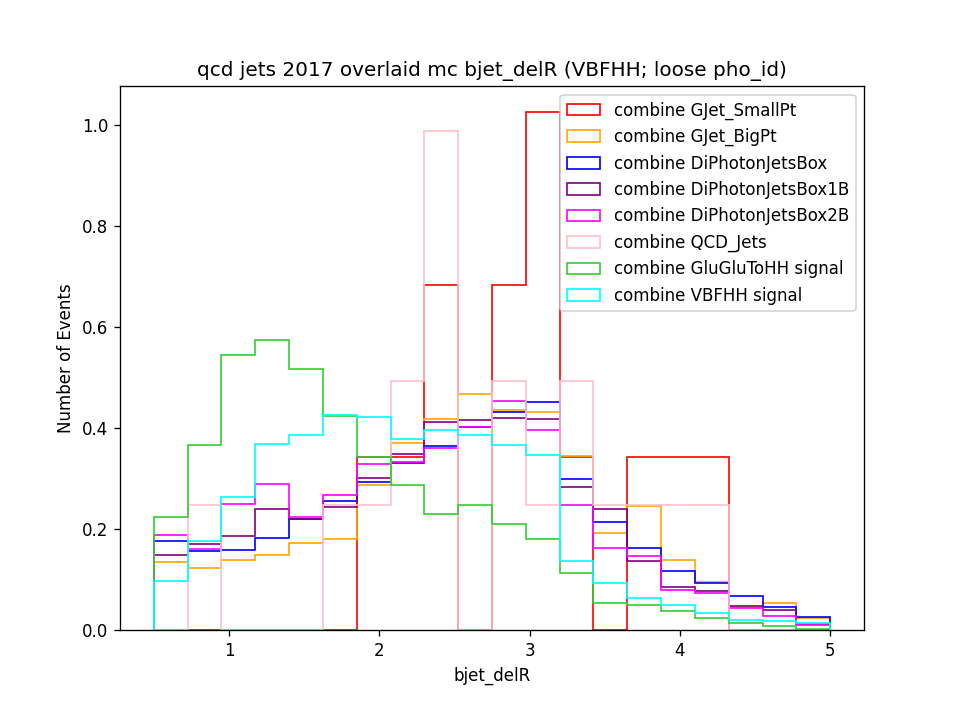 qcd jets 2017 overlaid mc bjet_delR (VBFHH; loose pho_id)
combine GJet_SmallPt
combine GJet_BigPt
combine DiPhotonJetsBox
combine DiPhotonJetsBox1B
combine DiPhotonJetsBox2B
combine QCD_Jets
combine GluGluToHH signal
combine VBFHH signal
Number of Events
1.0
0.8
0.6
0.4
0.2
0.0
1 2 3 4 5
bjet_delR